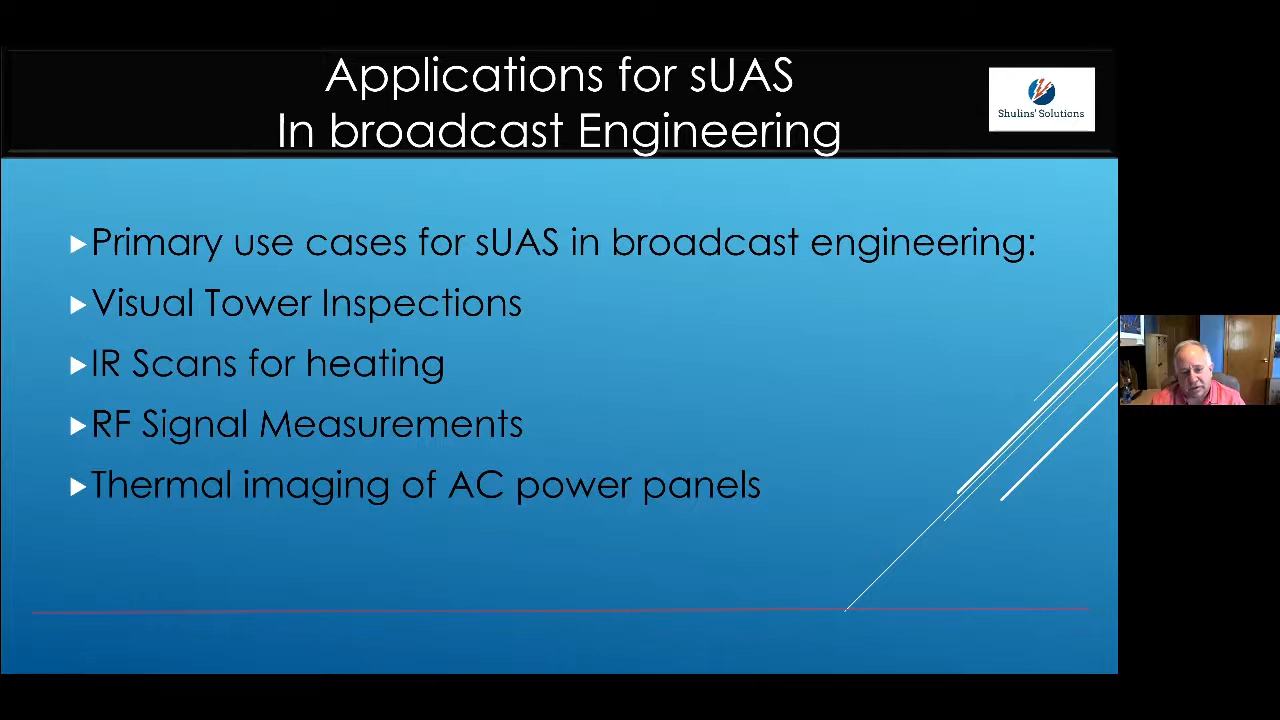 Applications for sUAS
In broadcast Engineering
Shulins' Solutions
Primary use cases for sUAS in broadcast engineering:
Visual Tower Inspections
IR Scans for heating
RF Signal Measurements
Thermal imaging of AC power panels